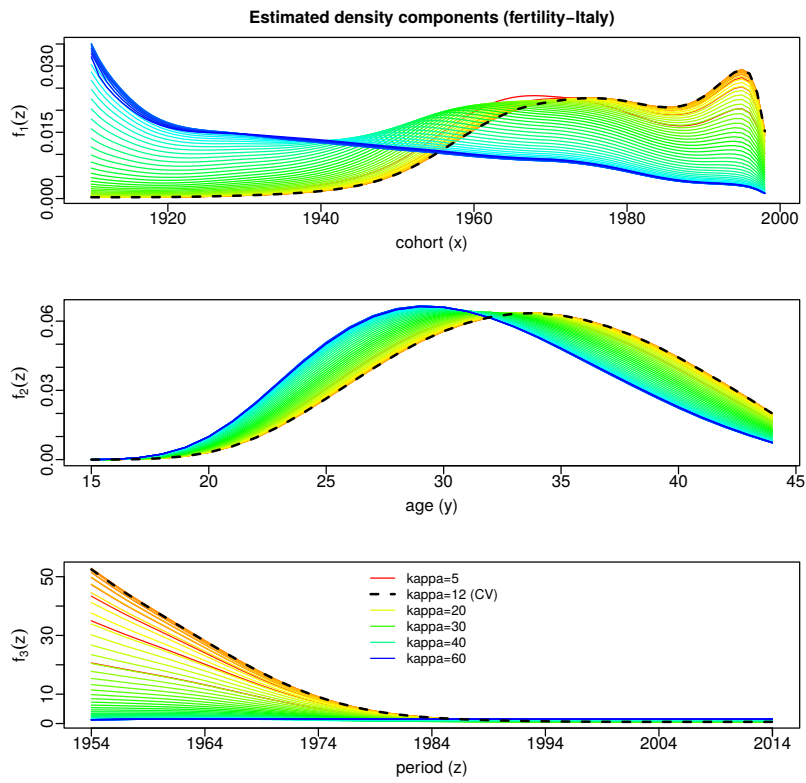 Estimated density components (fertility−Italy)
f1(z)
0.000 0.015 0.030
1920 1940 1960 1980 2000
cohort (x)
f2(z)
0.00 0.03 0.06
15 20 25 30 35 40 45
age (y)
f3(z)
0 10 30 50
kappa=5
kappa=12 (CV)
kappa=20
kappa=30
kappa=40
kappa=60
1954 1964 1974 1984 1994 2004 2014
period (z)